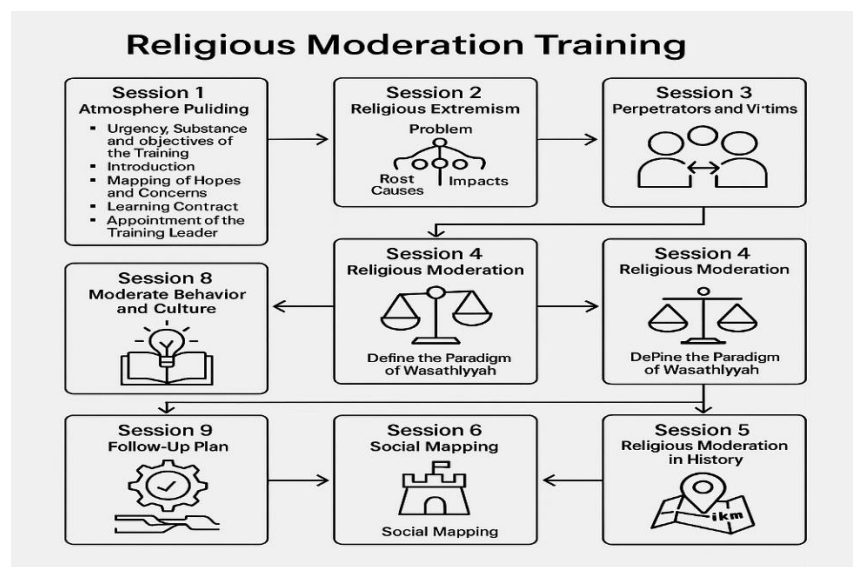 Religious Moderation Training
Session 1
Atmosphere Puliding
▪ Urgency, Substance
and objectives of
the Training
▪ Introduction
▪ Mapping of Hopes
and Concerns
▪ Learning Contract
▪ Appointment of the
Training Leader
Session 2
Religious Extremism
Problem
Rost
Causes
Impacts
Session 3
Perpetrators and Vi·tims
Session 4
Religious Moderation
Define the Paradigm
of Wasathlyyah
Session 4
Religious Moderation
DePine the Paradigm
of Wasathlyyah
Session 8
Moderate Behavior
and Culture
Session 9
Follow-Up Plan
Session 6
Social Mapping
Social Mapping
Session 5
Religious Moderation
in History
ikm